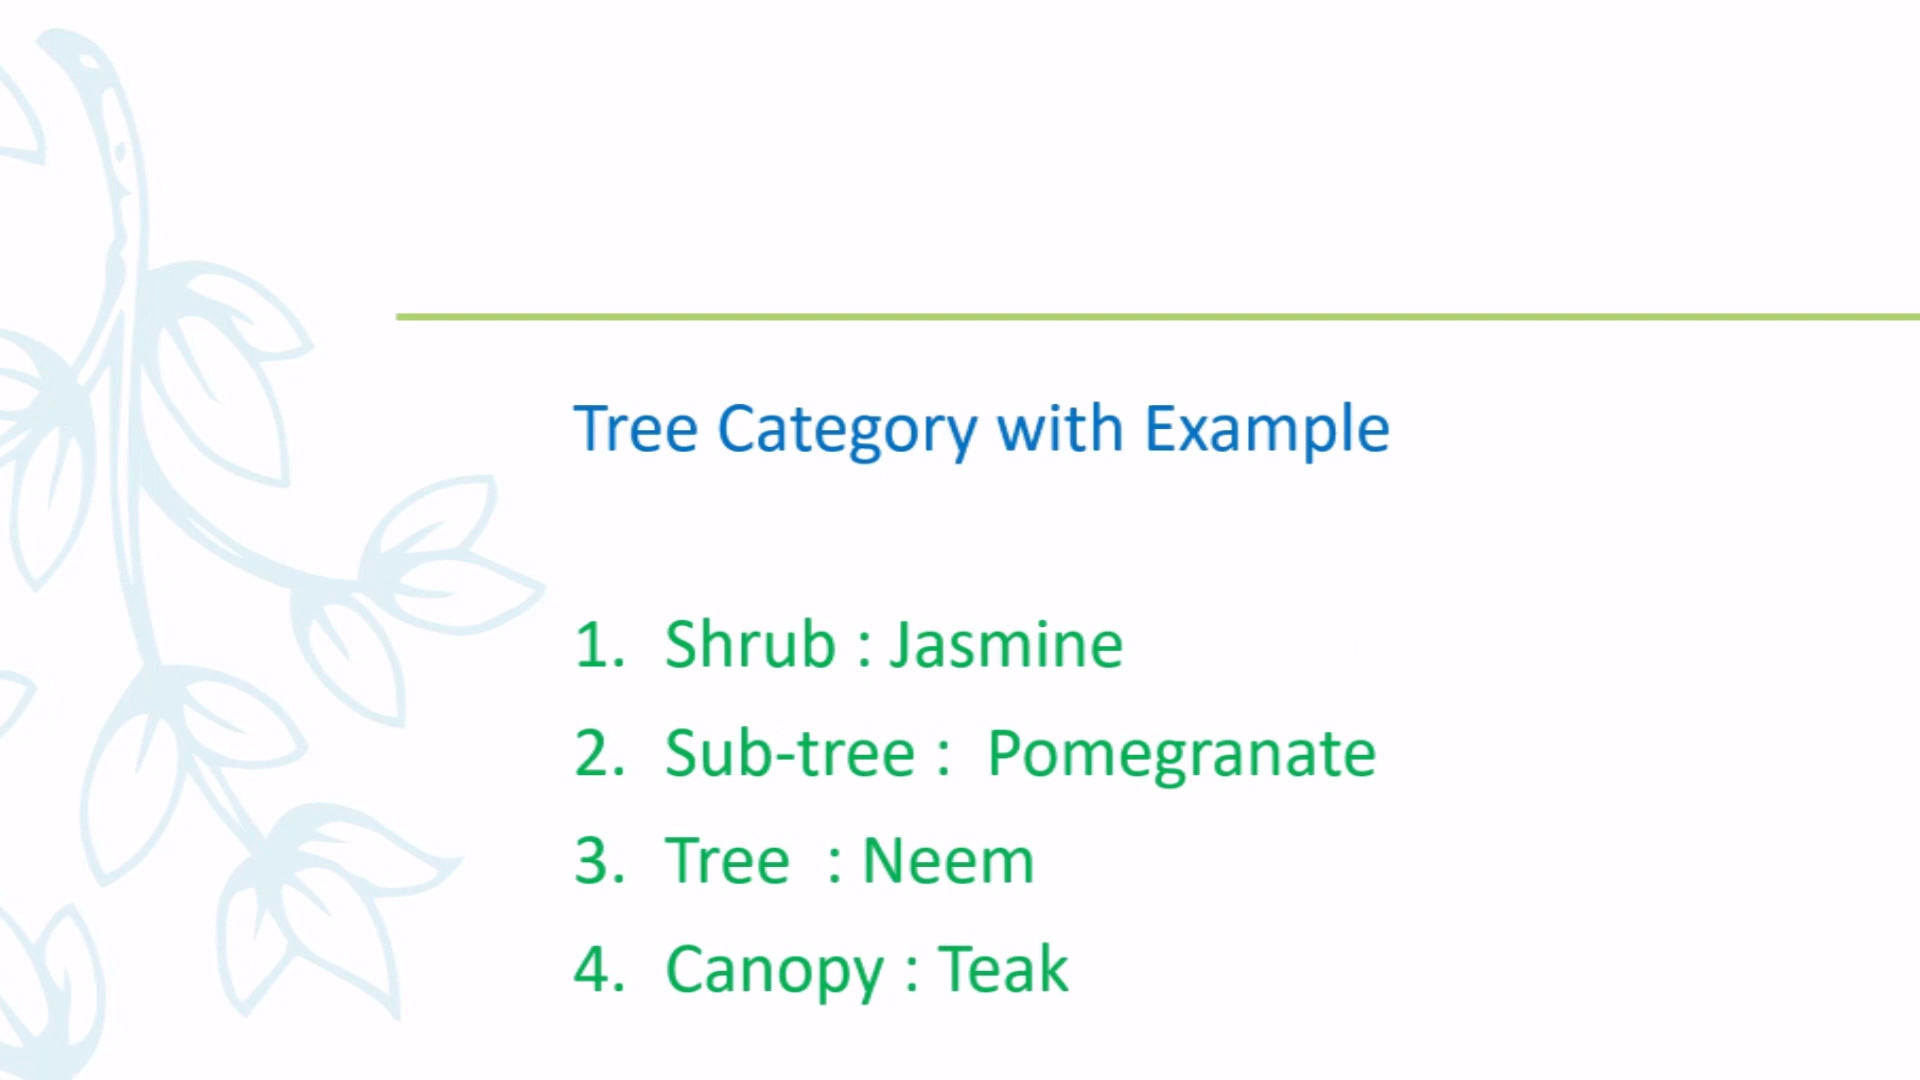 Tree Category with Example
1. Shrub : Jasmine
2. Sub-tree : Pomegranate
3. Tree : Neem
4. Canopy : Teak